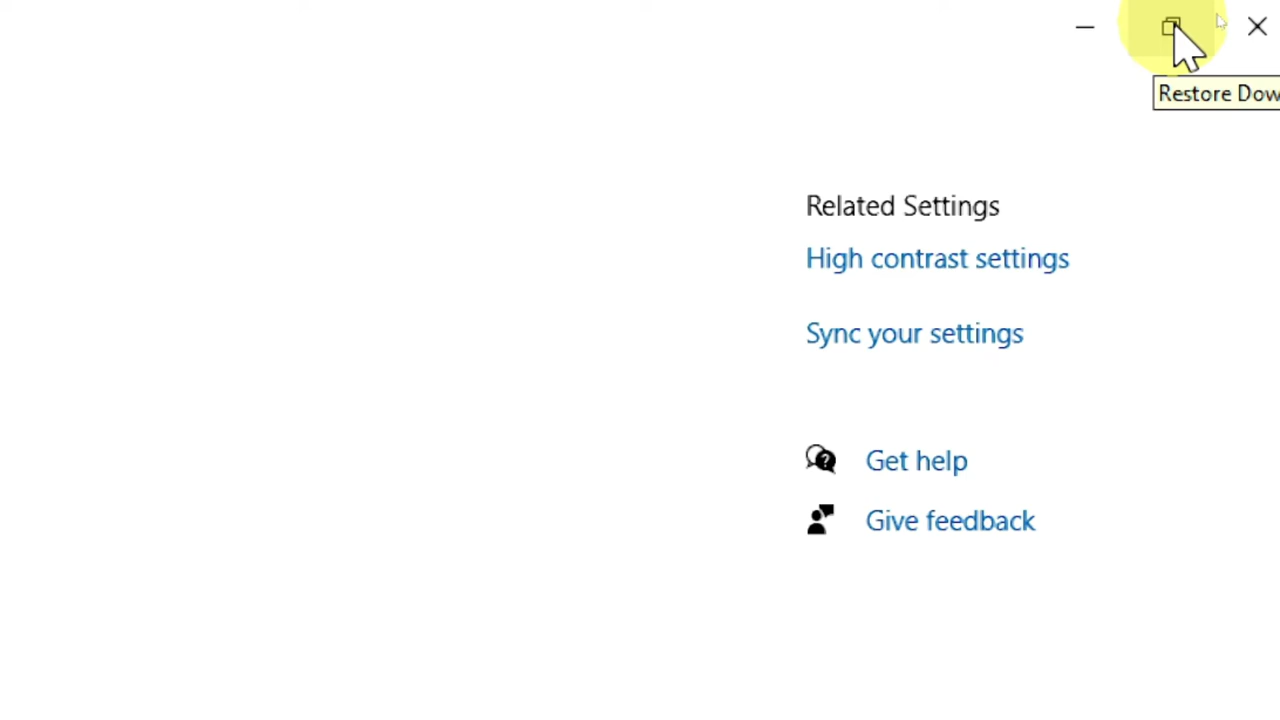 Restore Dow
Related Settings
High contrast settings
Sync your settings
Get help
Give feedback